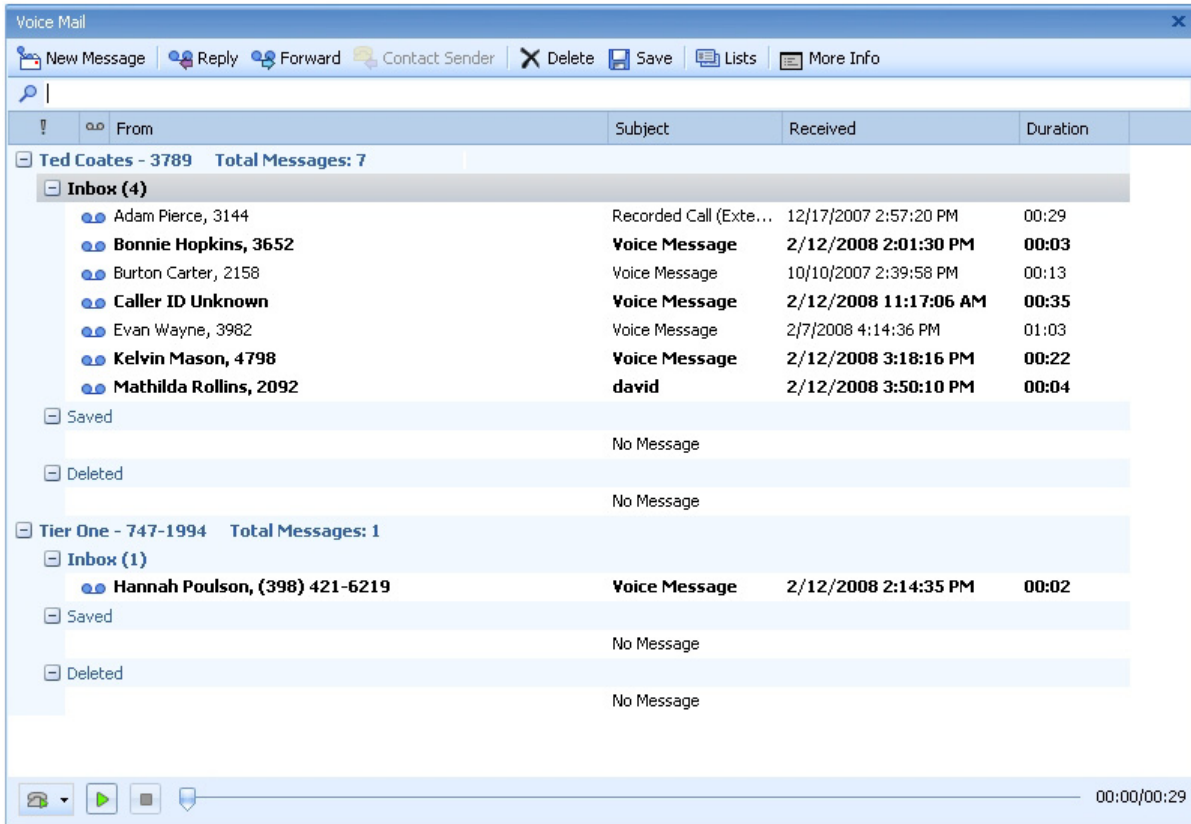 Voice Mail
New Message Reply Forward Contact Sender Delete Save Lists More Info
! From Subject Received Duration
Ted Coates - 3789 Total Messages: 7
Inbox (4)
Adam Pierce, 3144 Recorded Call (Exte... 12/17/2007 2:57:20 PM 00:29
Bonnie Hopkins, 3652 Voice Message 2/12/2008 2:01:30 PM 00:03
Burton Carter, 2158 Voice Message 10/10/2007 2:39:58 PM 00:13
Caller ID Unknown Voice Message 2/12/2008 11:17:06 AM 00:35
Evan Wayne, 3982 Voice Message 2/7/2008 4:14:36 PM 01:03
Kelvin Mason, 4798 Voice Message 2/12/2008 3:18:16 PM 00:22
Mathilda Rollins, 2092 david 2/12/2008 3:50:10 PM 00:04
Saved
No Message
Deleted
No Message
Tier One - 747-1994 Total Messages: 1
Inbox (1)
Hannah Poulson, (398) 421-6219 Voice Message 2/12/2008 2:14:35 PM 00:02
Saved
No Message
Deleted
No Message
00:00/00:29